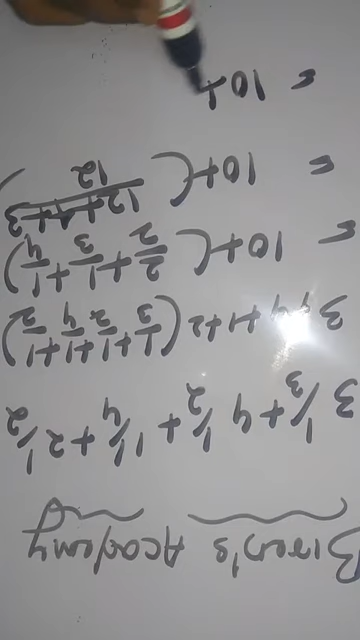 Biren's Academy
3 1/3 + 4 1/2 + 1 1/4 + 2 1/2
3+4+1+2 (1/3+1/2+1/4+1/2)
= 10+(2/2+1/3+1/4)
= 10+(12+4+3/12)
= 10+